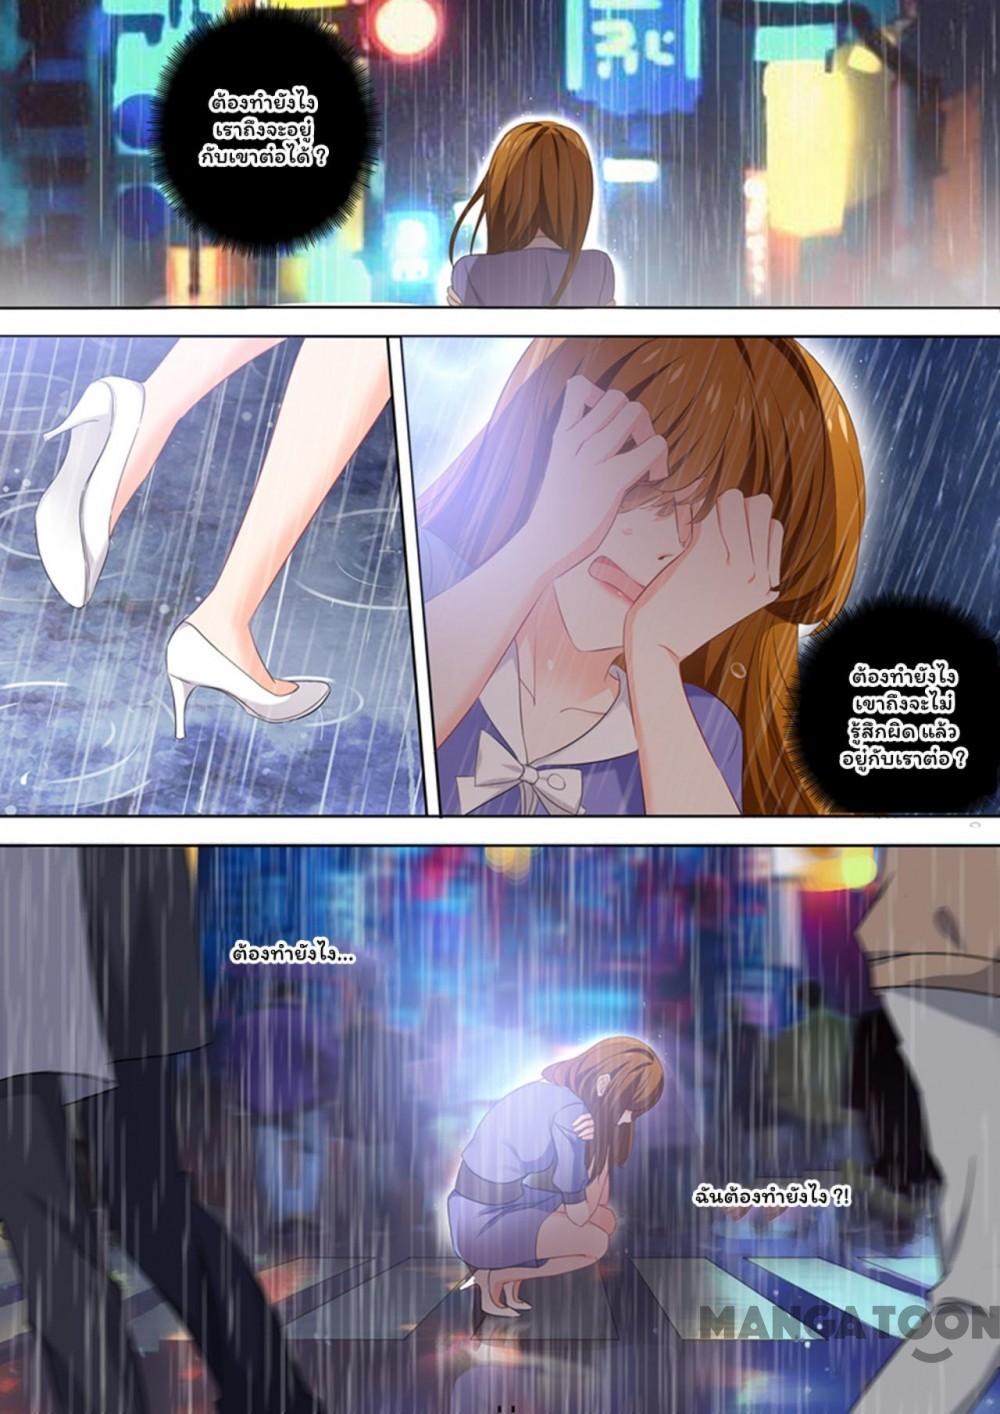 ต้องทำยังไง
เราถึงจะอยู่
กับเขาต่อได้ ?
ต้องทำยังไง
เขาถึงจะไม่
รู้สึกผิด แล้ว
อยู่กับเราต่อ ?
ต้องทำยังไง...
ฉันต้องทำยังไง ?!
MANGATOON